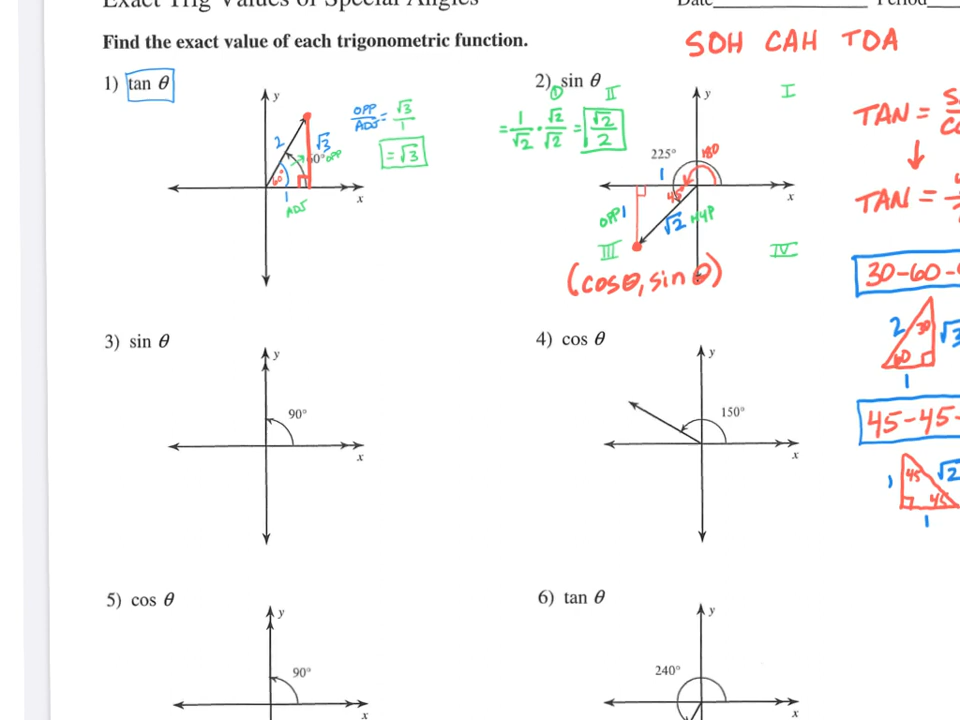 Exact Trig Values of Special Angles
Date Period
Find the exact value of each trigonometric function.
SOH CAH TOA
1) tan θ
y
OPP/ADJ = √3/1
= √3
2
√3
60° OPP
60°
1
ADJ
x
2) sin θ
① II
I
= 1/√2 · √2/√2 = √2/2
y
225°
180
1
45
x
OPP 1
√2 HYP
III
IV
(cosθ, sin θ)
TAN =
↓
TAN =
30-60-
2
30
√3
60
1
45-45-
1
45
√2
45
1
3) sin θ
y
90°
x
4) cos θ
y
150°
x
5) cos θ
y
90°
x
6) tan θ
y
240°
x